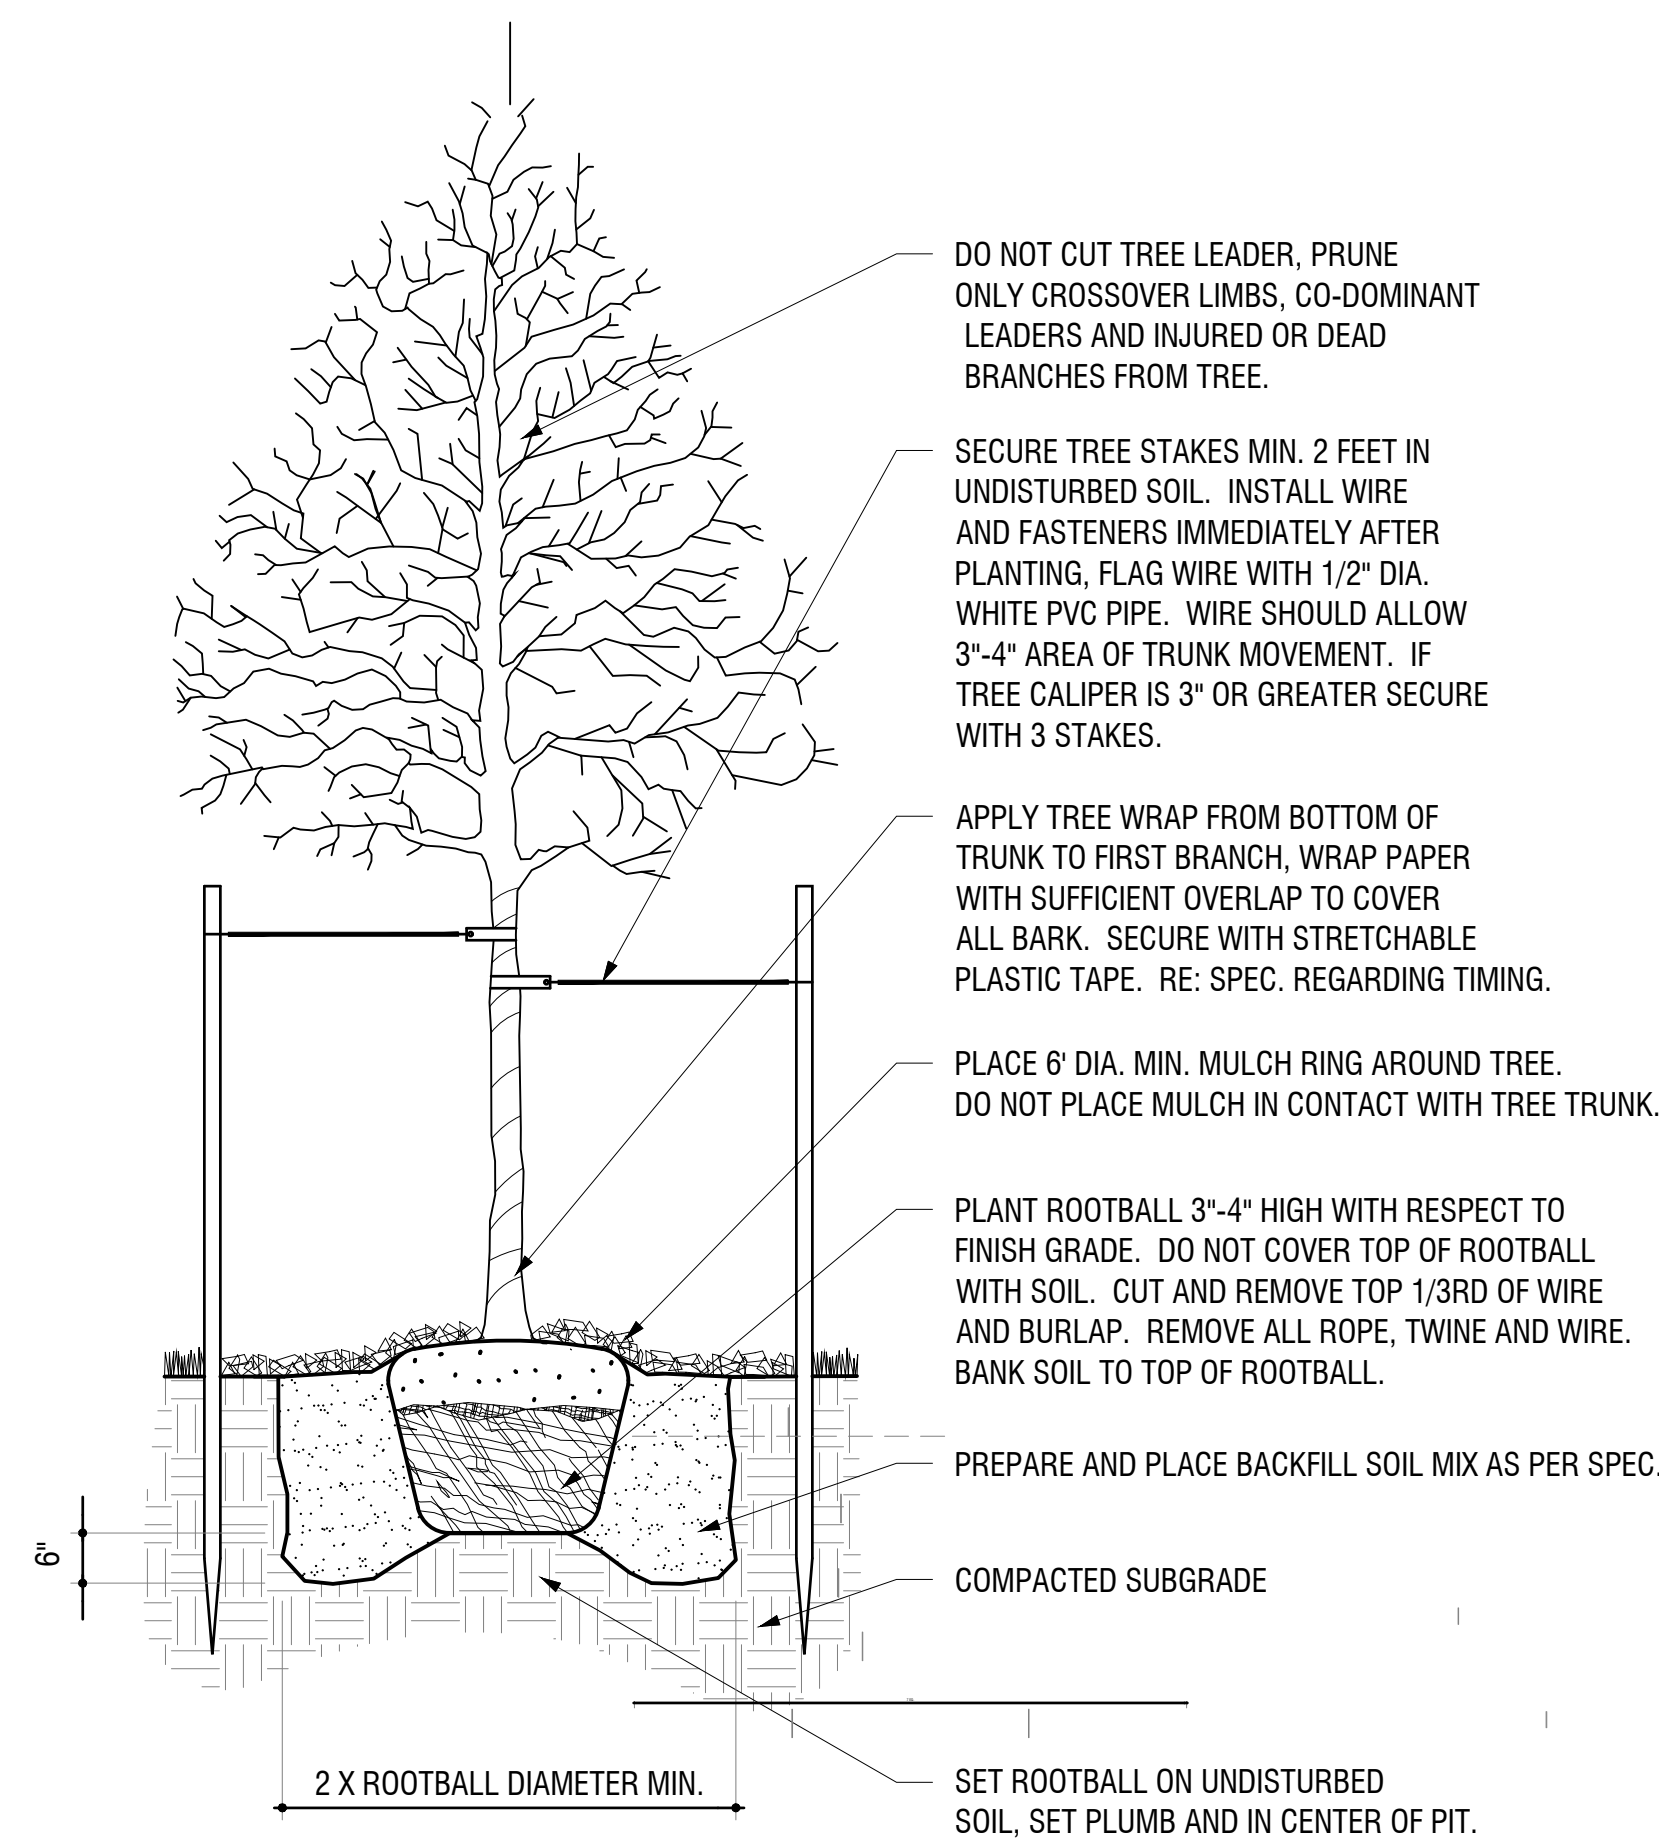 DO NOT CUT TREE LEADER, PRUNE
ONLY CROSSOVER LIMBS, CO-DOMINANT
LEADERS AND INJURED OR DEAD
BRANCHES FROM TREE.
SECURE TREE STAKES MIN. 2 FEET IN
UNDISTURBED SOIL. INSTALL WIRE
AND FASTENERS IMMEDIATELY AFTER
PLANTING, FLAG WIRE WITH 1/2" DIA.
WHITE PVC PIPE. WIRE SHOULD ALLOW
3"-4" AREA OF TRUNK MOVEMENT. IF
TREE CALIPER IS 3" OR GREATER SECURE
WITH 3 STAKES.
APPLY TREE WRAP FROM BOTTOM OF
TRUNK TO FIRST BRANCH, WRAP PAPER
WITH SUFFICIENT OVERLAP TO COVER
ALL BARK. SECURE WITH STRETCHABLE
PLASTIC TAPE. RE: SPEC. REGARDING TIMING.
PLACE 6' DIA. MIN. MULCH RING AROUND TREE.
DO NOT PLACE MULCH IN CONTACT WITH TREE TRUNK.
PLANT ROOTBALL 3"-4" HIGH WITH RESPECT TO
FINISH GRADE. DO NOT COVER TOP OF ROOTBALL
WITH SOIL. CUT AND REMOVE TOP 1/3RD OF WIRE
AND BURLAP. REMOVE ALL ROPE, TWINE AND WIRE.
BANK SOIL TO TOP OF ROOTBALL.
PREPARE AND PLACE BACKFILL SOIL MIX AS PER SPEC.
6"
COMPACTED SUBGRADE
2 X ROOTBALL DIAMETER MIN.
SET ROOTBALL ON UNDISTURBED
SOIL, SET PLUMB AND IN CENTER OF PIT.